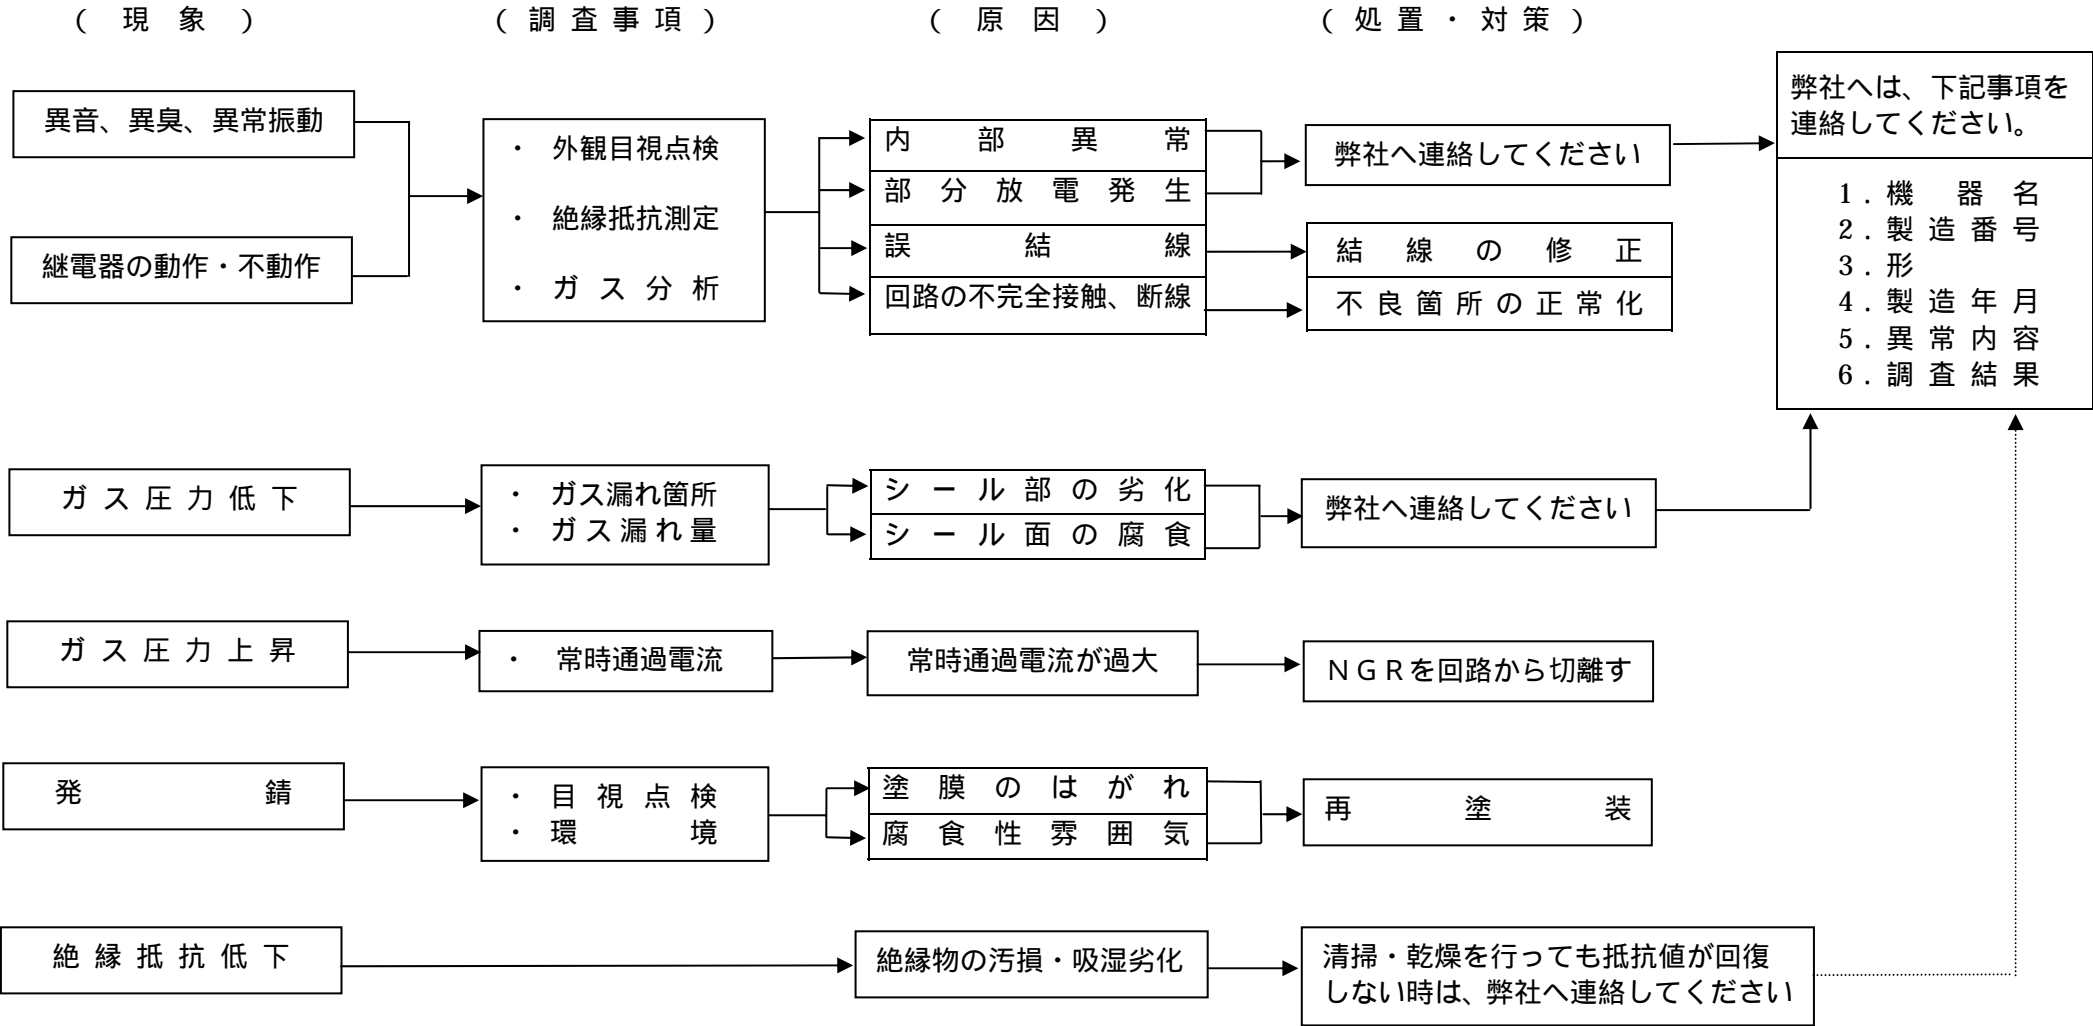 (現象)
(調査事項)
(原因)
(処置・対策)
異音、異臭、異常振動
継電器の動作・不動作
・ 外観目視点検
・ 絶縁抵抗測定
・ ガス分析
内部異常
部分放電発生
誤結線
回路の不完全接触、断線
弊社へ連絡してください
結線の修正
不良箇所の正常化
弊社へは、下記事項を
連絡してください。
1.機器名
2.製造番号
3.形
4.製造年月
5.異常内容
6.調査結果
ガス圧力低下
・ ガス漏れ箇所
・ ガス漏れ量
シール部の劣化
シール面の腐食
弊社へ連絡してください
ガス圧力上昇
・ 常時通過電流
常時通過電流が過大
NGRを回路から切離す
発錆
・ 目視点検
・ 環境
塗膜のはがれ
腐食性雰囲気
再塗装
絶縁抵抗低下
絶縁物の汚損・吸湿劣化
清掃・乾燥を行っても抵抗値が回復
しない時は、弊社へ連絡してください